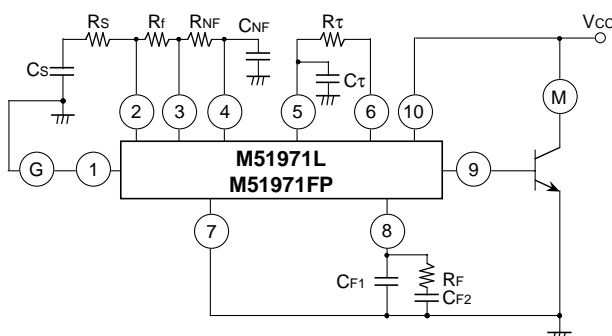 RS
Rf
RNF
CNF
Rτ
VCC
CS
Cτ
M
2
3
4
5
6
10
G
1
M51971L
M51971FP
9
7
8
CF1
RF
CF2